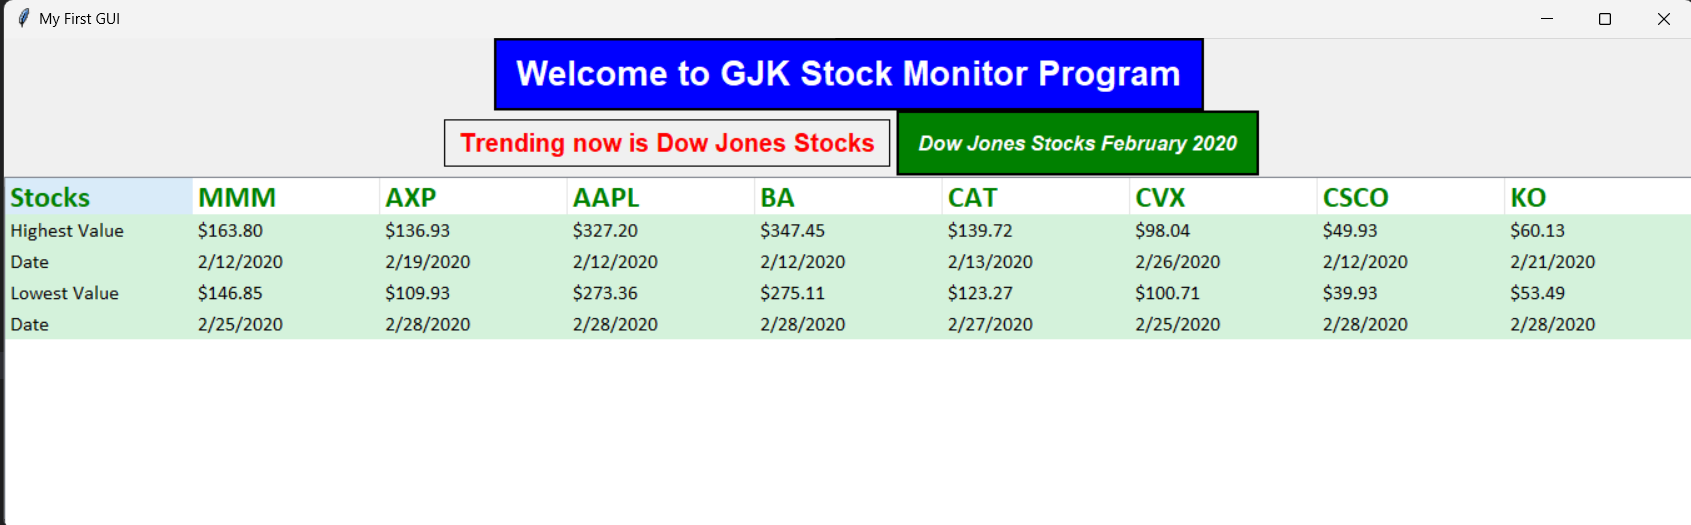 My First GUI
Welcome to GJK Stock Monitor Program
Trending now is Dow Jones Stocks Dow Jones Stocks February 2020
Stocks MMM AXP AAPL BA CAT CVX CSCO KO
Highest Value $163.80 $136.93 $327.20 $347.45 $139.72 $98.04 $49.93 $60.13
Date 2/12/2020 2/19/2020 2/12/2020 2/12/2020 2/13/2020 2/26/2020 2/12/2020 2/21/2020
Lowest Value $146.85 $109.93 $273.36 $275.11 $123.27 $100.71 $39.93 $53.49
Date 2/25/2020 2/28/2020 2/28/2020 2/28/2020 2/27/2020 2/25/2020 2/28/2020 2/28/2020